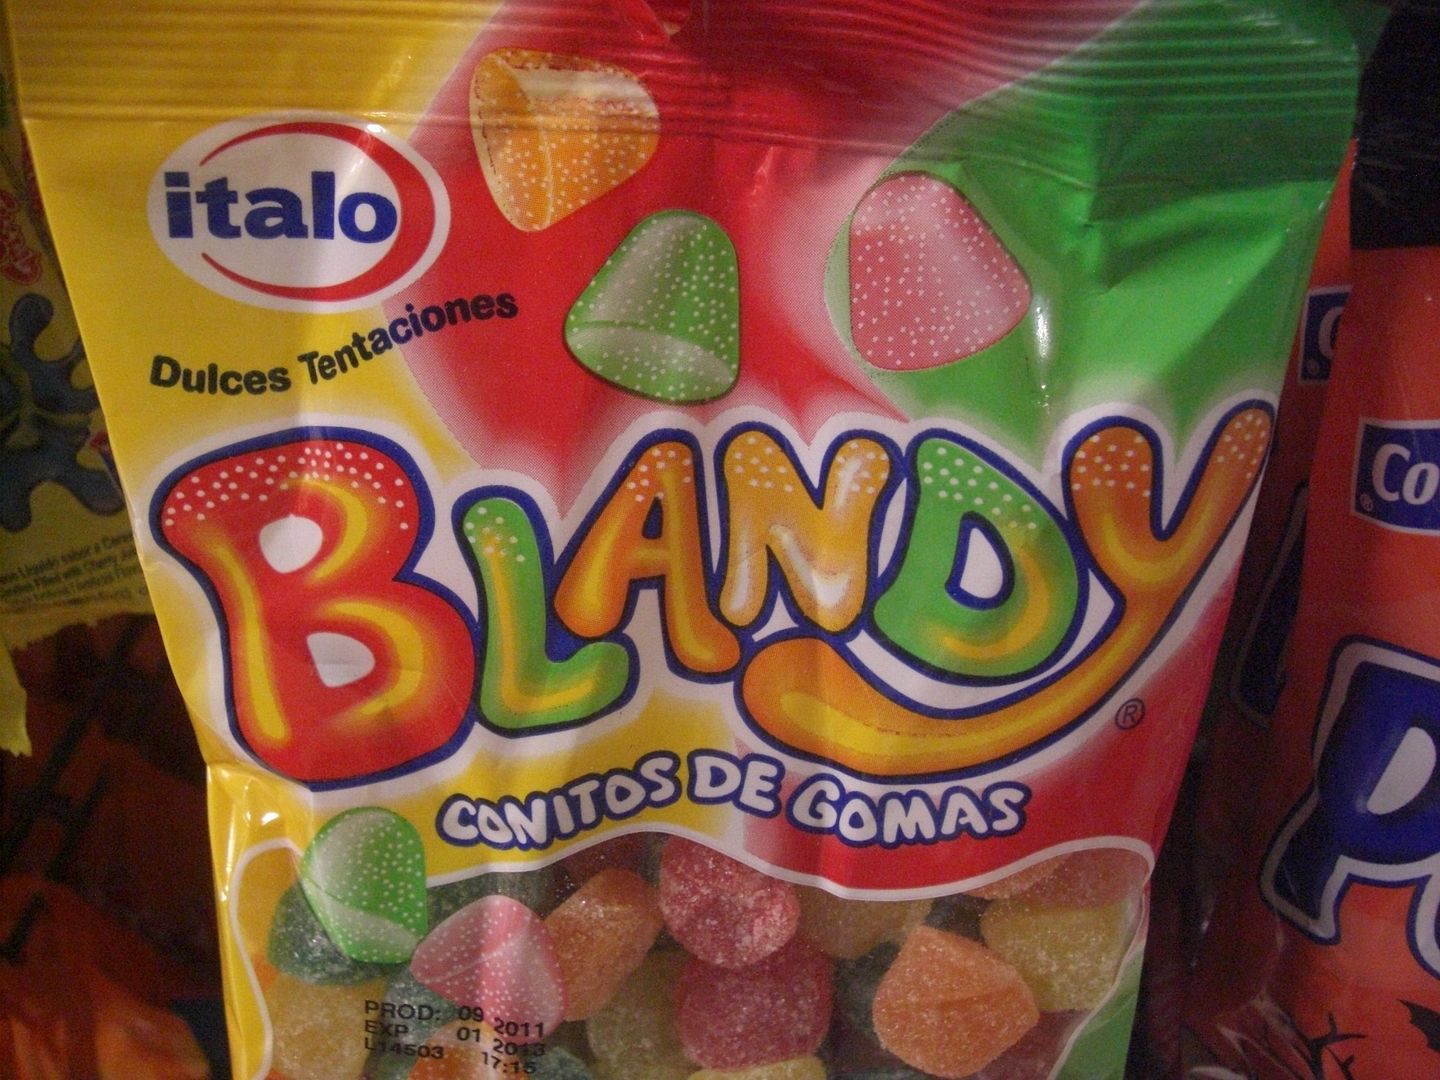 italo
Dulces Tentaciones
BLANDY
®
CONITOS DE GOMAS
PROD: 09 2011
EXP 01 2013
L14503 17:15
Co